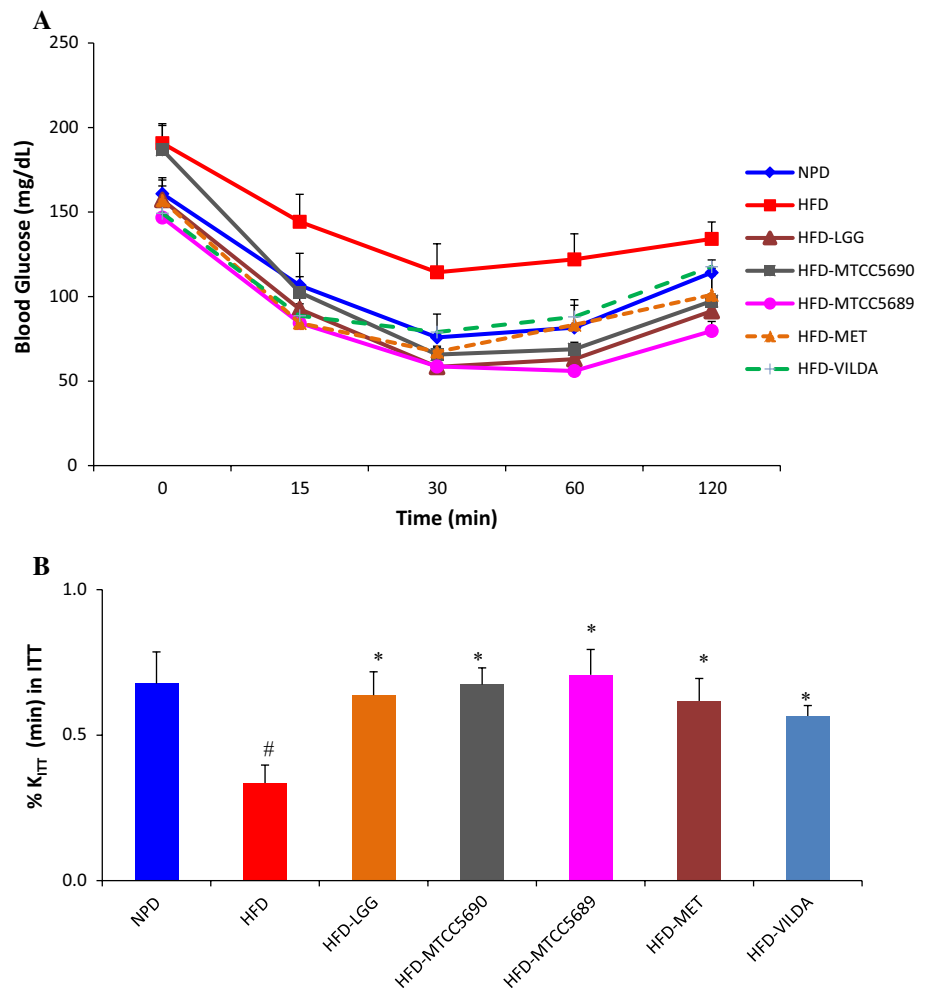 A
250
200
150
100
50
0
Blood Glucose (mg/dL)
0 15 30 60 120
Time (min)
NPD
HFD
HFD-LGG
HFD-MTCC5690
HFD-MTCC5689
HFD-MET
HFD-VILDA
B
1.0
0.5
0.0
% K_ITT (min) in ITT
#
*
*
*
*
*
NPD
HFD
HFD-LGG
HFD-MTCC5690
HFD-MTCC5689
HFD-MET
HFD-VILDA